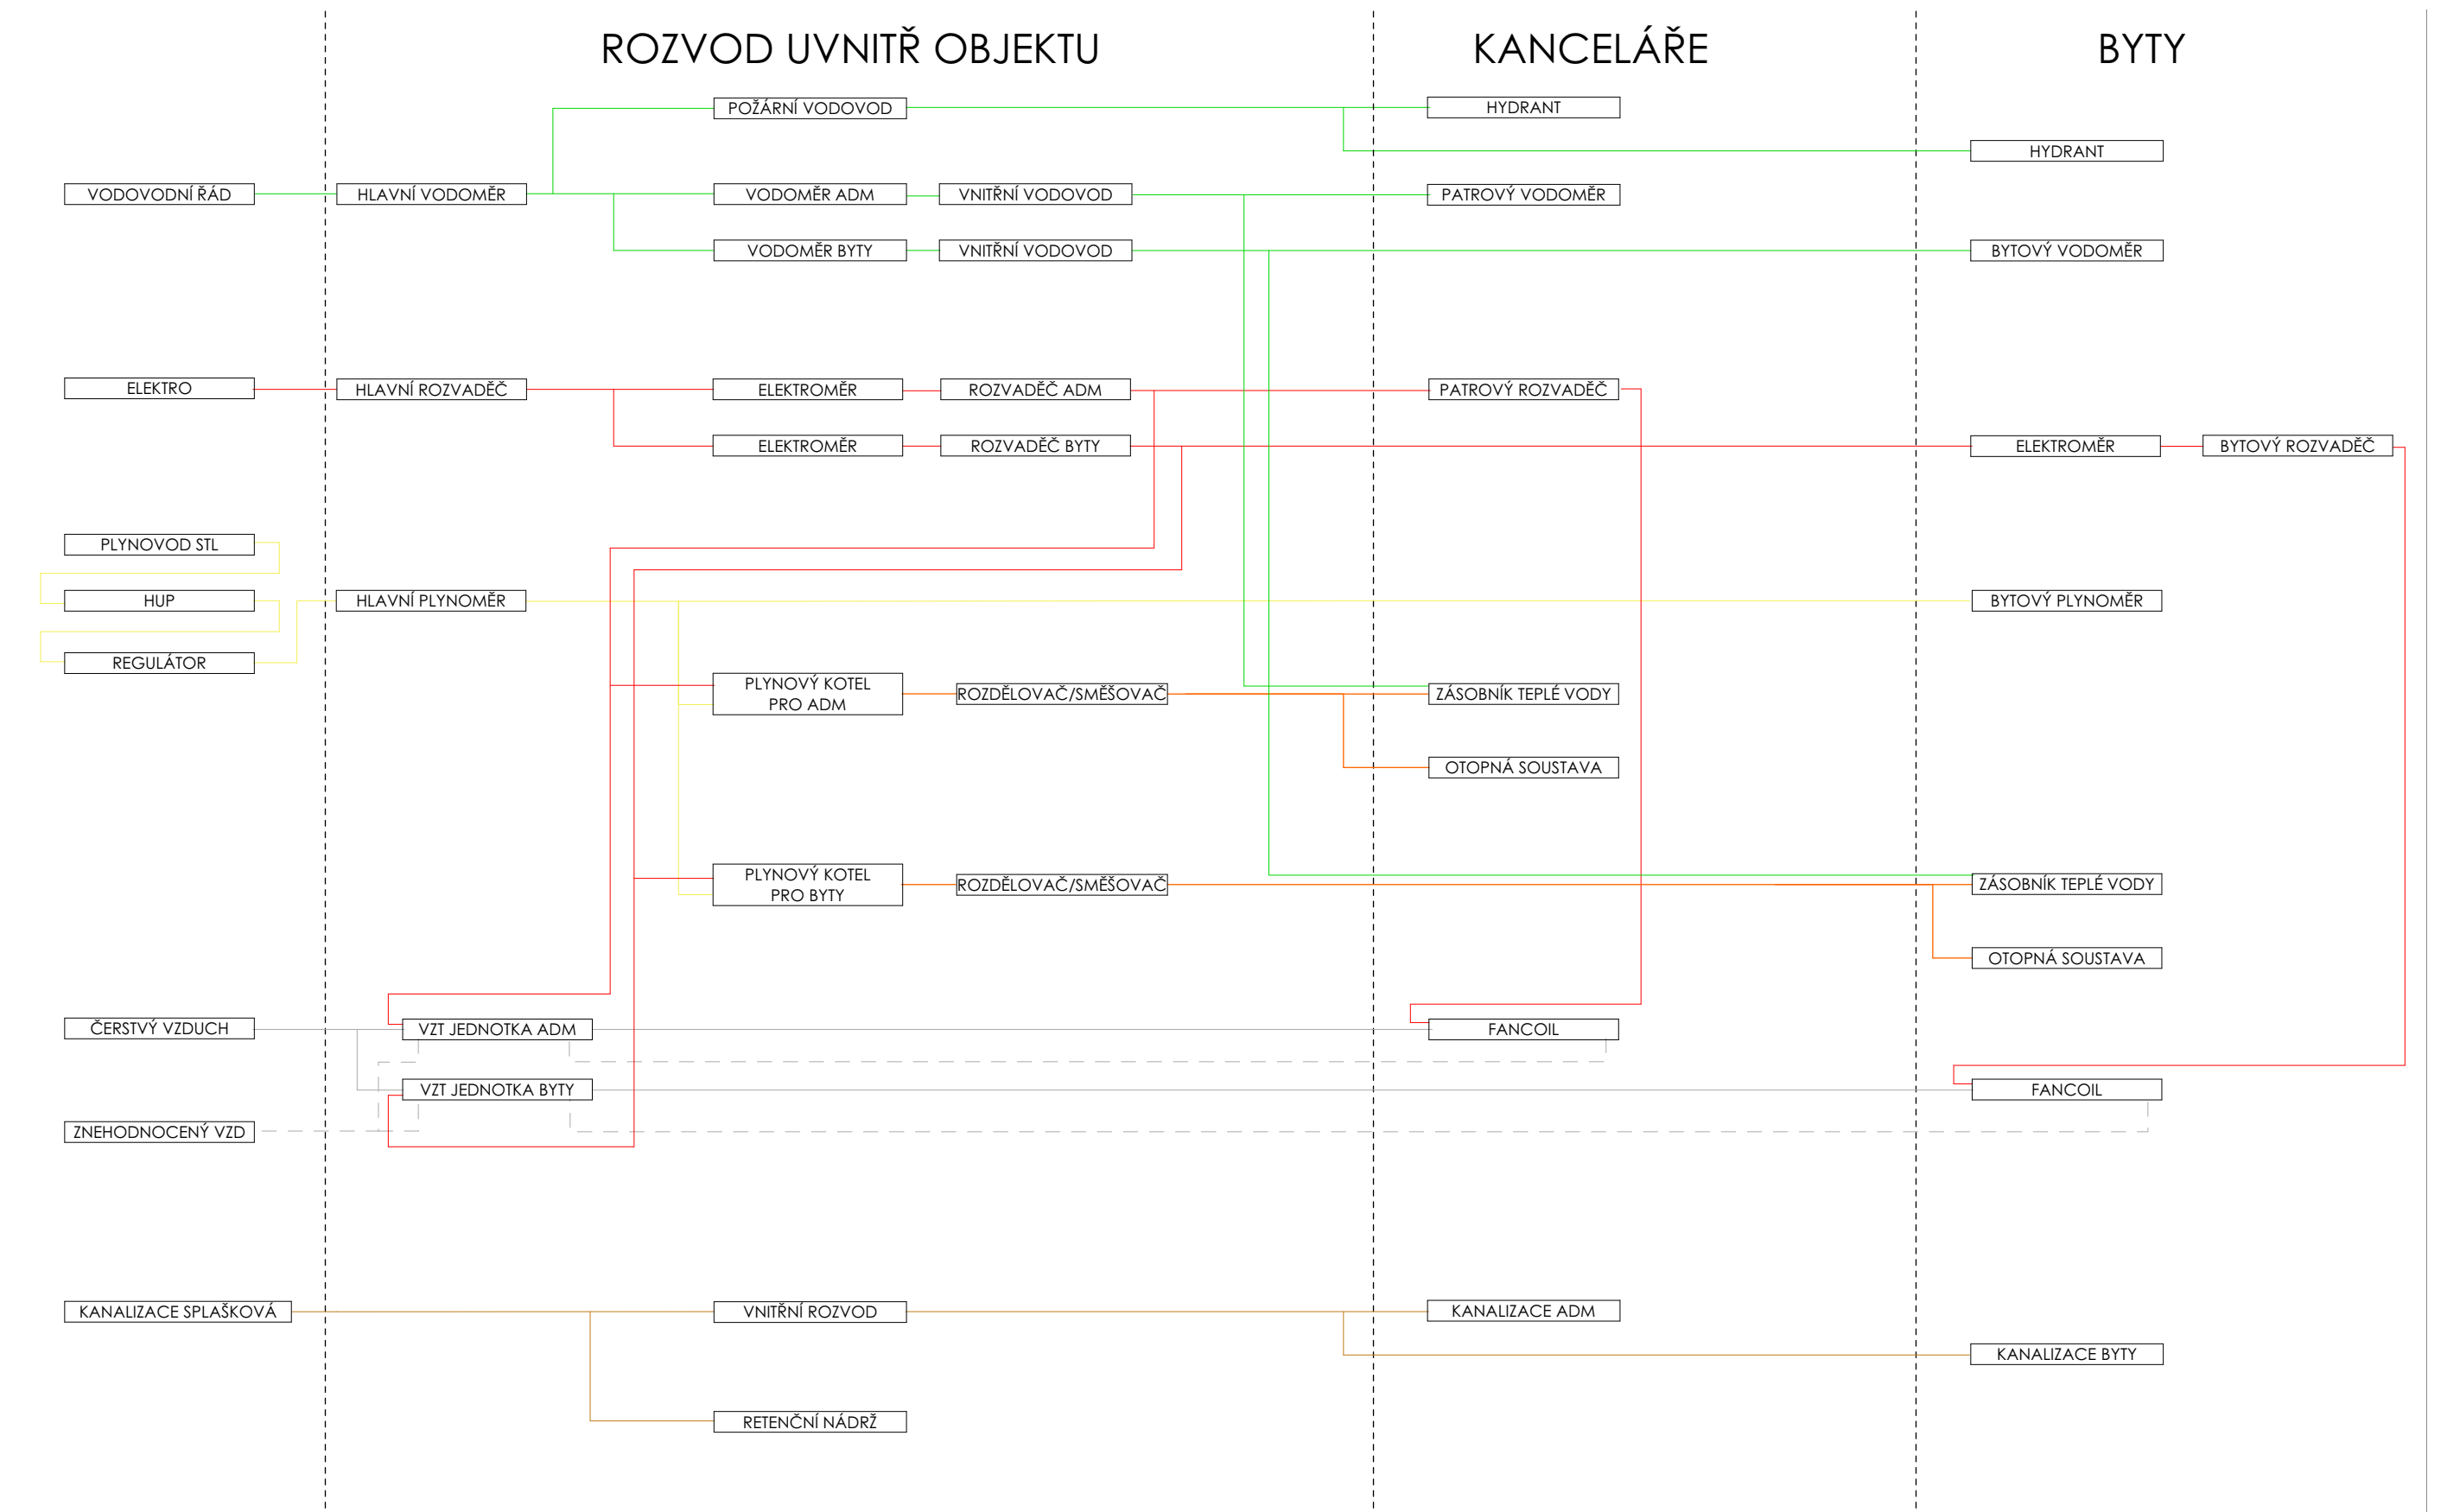 ROZVOD UVNITŘ OBJEKTU
KANCELÁŘE
BYTY
POŽÁRNÍ VODOVOD
HYDRANT
HYDRANT
VODOVODNÍ ŘÁD
HLAVNÍ VODOMĚR
VODOMĚR ADM
VNITŘNÍ VODOVOD
PATROVÝ VODOMĚR
VODOMĚR BYTY
VNITŘNÍ VODOVOD
BYTOVÝ VODOMĚR
ELEKTRO
HLAVNÍ ROZVADĚČ
ELEKTROMĚR
ROZVADĚČ ADM
PATROVÝ ROZVADĚČ
ELEKTROMĚR
ROZVADĚČ BYTY
ELEKTROMĚR
BYTOVÝ ROZVADĚČ
PLYNOVOD STL
HUP
HLAVNÍ PLYNOMĚR
BYTOVÝ PLYNOMĚR
REGULÁTOR
PLYNOVÝ KOTEL
PRO ADM
ROZDĚLOVAČ/SMĚŠOVAČ
ZÁSOBNÍK TEPLÉ VODY
OTOPNÁ SOUSTAVA
PLYNOVÝ KOTEL
PRO BYTY
ROZDĚLOVAČ/SMĚŠOVAČ
ZÁSOBNÍK TEPLÉ VODY
OTOPNÁ SOUSTAVA
ČERSTVÝ VZDUCH
VZT JEDNOTKA ADM
FANCOIL
VZT JEDNOTKA BYTY
FANCOIL
ZNEHODNOCENÝ VZD
KANALIZACE SPLAŠKOVÁ
VNITŘNÍ ROZVOD
KANALIZACE ADM
KANALIZACE BYTY
RETENČNÍ NÁDRŽ